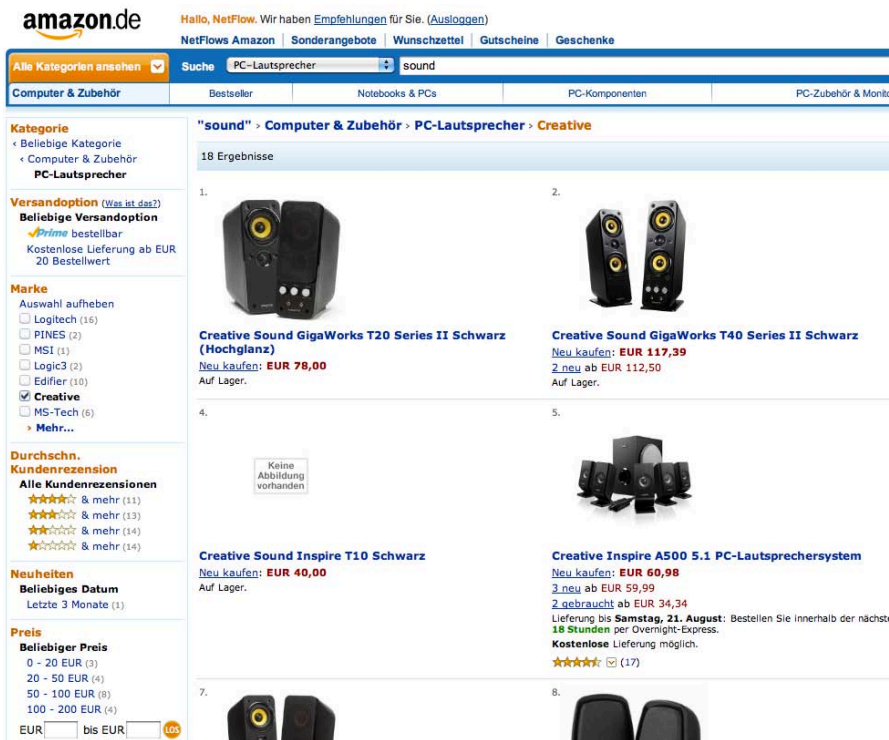 amazon.de
Hallo, NetFlow. Wir haben Empfehlungen für Sie. (Ausloggen)
NetFlows Amazon Sonderangebote Wunschzettel Gutscheine Geschenke
Alle Kategorien ansehen Suche PC-Lautsprecher sound
Computer & Zubehör Bestseller Notebooks & PCs PC-Komponenten PC-Zubehör & Monito
Kategorie
‹ Beliebige Kategorie
‹ Computer & Zubehör
PC-Lautsprecher
Versandoption (Was ist das?)
Beliebige Versandoption
Prime bestellbar
Kostenlose Lieferung ab EUR
20 Bestellwert
Marke
Auswahl aufheben
Logitech (16)
PINES (2)
MSI (1)
Logic3 (2)
Edifier (10)
Creative
MS-Tech (6)
› Mehr...
Durchschn.
Kundenrezension
Alle Kundenrezensionen
& mehr (11)
& mehr (13)
& mehr (14)
& mehr (14)
Neuheiten
Beliebiges Datum
Letzte 3 Monate (1)
Preis
Beliebiger Preis
0 - 20 EUR (3)
20 - 50 EUR (4)
50 - 100 EUR (8)
100 - 200 EUR (4)
EUR bis EUR LOS
"sound" › Computer & Zubehör › PC-Lautsprecher › Creative
18 Ergebnisse
1.
Creative Sound GigaWorks T20 Series II Schwarz
(Hochglanz)
Neu kaufen: EUR 78,00
Auf Lager.
2.
Creative Sound GigaWorks T40 Series II Schwarz
Neu kaufen: EUR 117,39
2 neu ab EUR 112,50
Auf Lager.
4.
Keine
Abbildung
vorhanden
Creative Sound Inspire T10 Schwarz
Neu kaufen: EUR 40,00
Auf Lager.
5.
Creative Inspire A500 5.1 PC-Lautsprechersystem
Neu kaufen: EUR 60,98
3 neu ab EUR 59,99
2 gebraucht ab EUR 34,34
Lieferung bis Samstag, 21. August: Bestellen Sie innerhalb der nächste
18 Stunden per Overnight-Express.
Kostenlose Lieferung möglich.
(17)
7.
8.